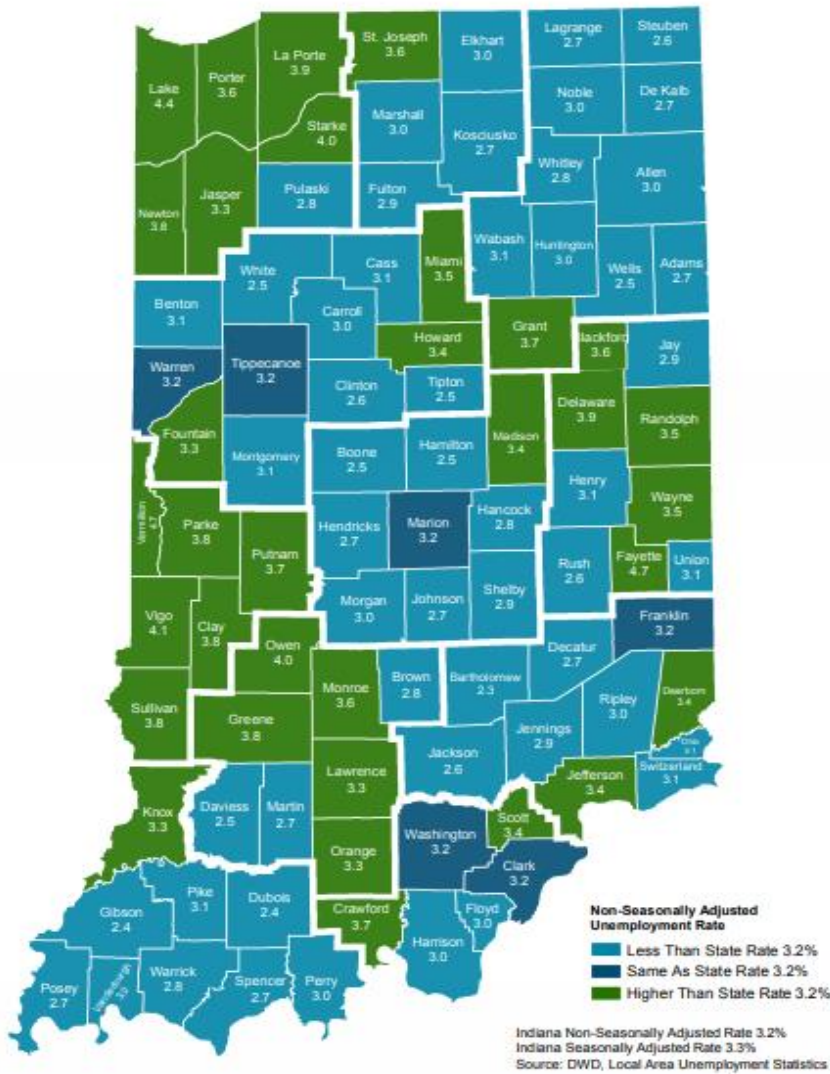 St. Joseph
3.6
Elkhart
3.0
Lagrange
2.7
Steuben
2.6
La Porte
3.9
Porter
3.6
Lake
4.4
Noble
3.0
De Kalb
2.7
Marshall
3.0
Starke
4.0
Kosciusko
2.7
Whitley
2.8
Allen
3.0
Jasper
3.3
Pulaski
2.8
Fulton
2.9
Newton
3.8
Wabash
3.1
Huntington
3.0
Miami
3.5
White
2.5
Cass
3.1
Wells
2.5
Adams
2.7
Benton
3.1
Carroll
3.0
Grant
3.7
Howard
3.4
Blackford
3.6
Jay
2.9
Warren
3.2
Tippecanoe
3.2
Clinton
2.6
Tipton
2.5
Delaware
3.9
Randolph
3.5
Fountain
3.3
Montgomery
3.1
Boone
2.5
Hamilton
2.5
Madison
3.4
Henry
3.1
Wayne
3.5
Vermillion
4.7
Parke
3.8
Putnam
3.7
Hendricks
2.7
Marion
3.2
Hancock
2.8
Rush
2.6
Fayette
4.7
Union
3.1
Morgan
3.0
Johnson
2.7
Shelby
2.9
Vigo
4.1
Clay
3.8
Owen
4.0
Franklin
3.2
Decatur
2.7
Monroe
3.6
Brown
2.8
Bartholomew
2.3
Sullivan
3.8
Greene
3.8
Ripley
3.0
Dearborn
3.4
Jennings
2.9
Ohio
3.1
Switzerland
3.1
Jackson
2.6
Lawrence
3.3
Jefferson
3.4
Knox
3.3
Daviess
2.5
Martin
2.7
Scott
3.4
Washington
3.2
Orange
3.3
Clark
3.2
Pike
3.1
Dubois
2.4
Gibson
2.4
Crawford
3.7
Floyd
3.0
Harrison
3.0
Posey
2.7
Vanderburgh
Warrick
2.8
Spencer
2.7
Perry
3.0
Non-Seasonally Adjusted
Unemployment Rate
Less Than State Rate 3.2%
Same As State Rate 3.2%
Higher Than State Rate 3.2%
Indiana Non-Seasonally Adjusted Rate 3.2%
Indiana Seasonally Adjusted Rate 3.3%
Source: DWD, Local Area Unemployment Statistics